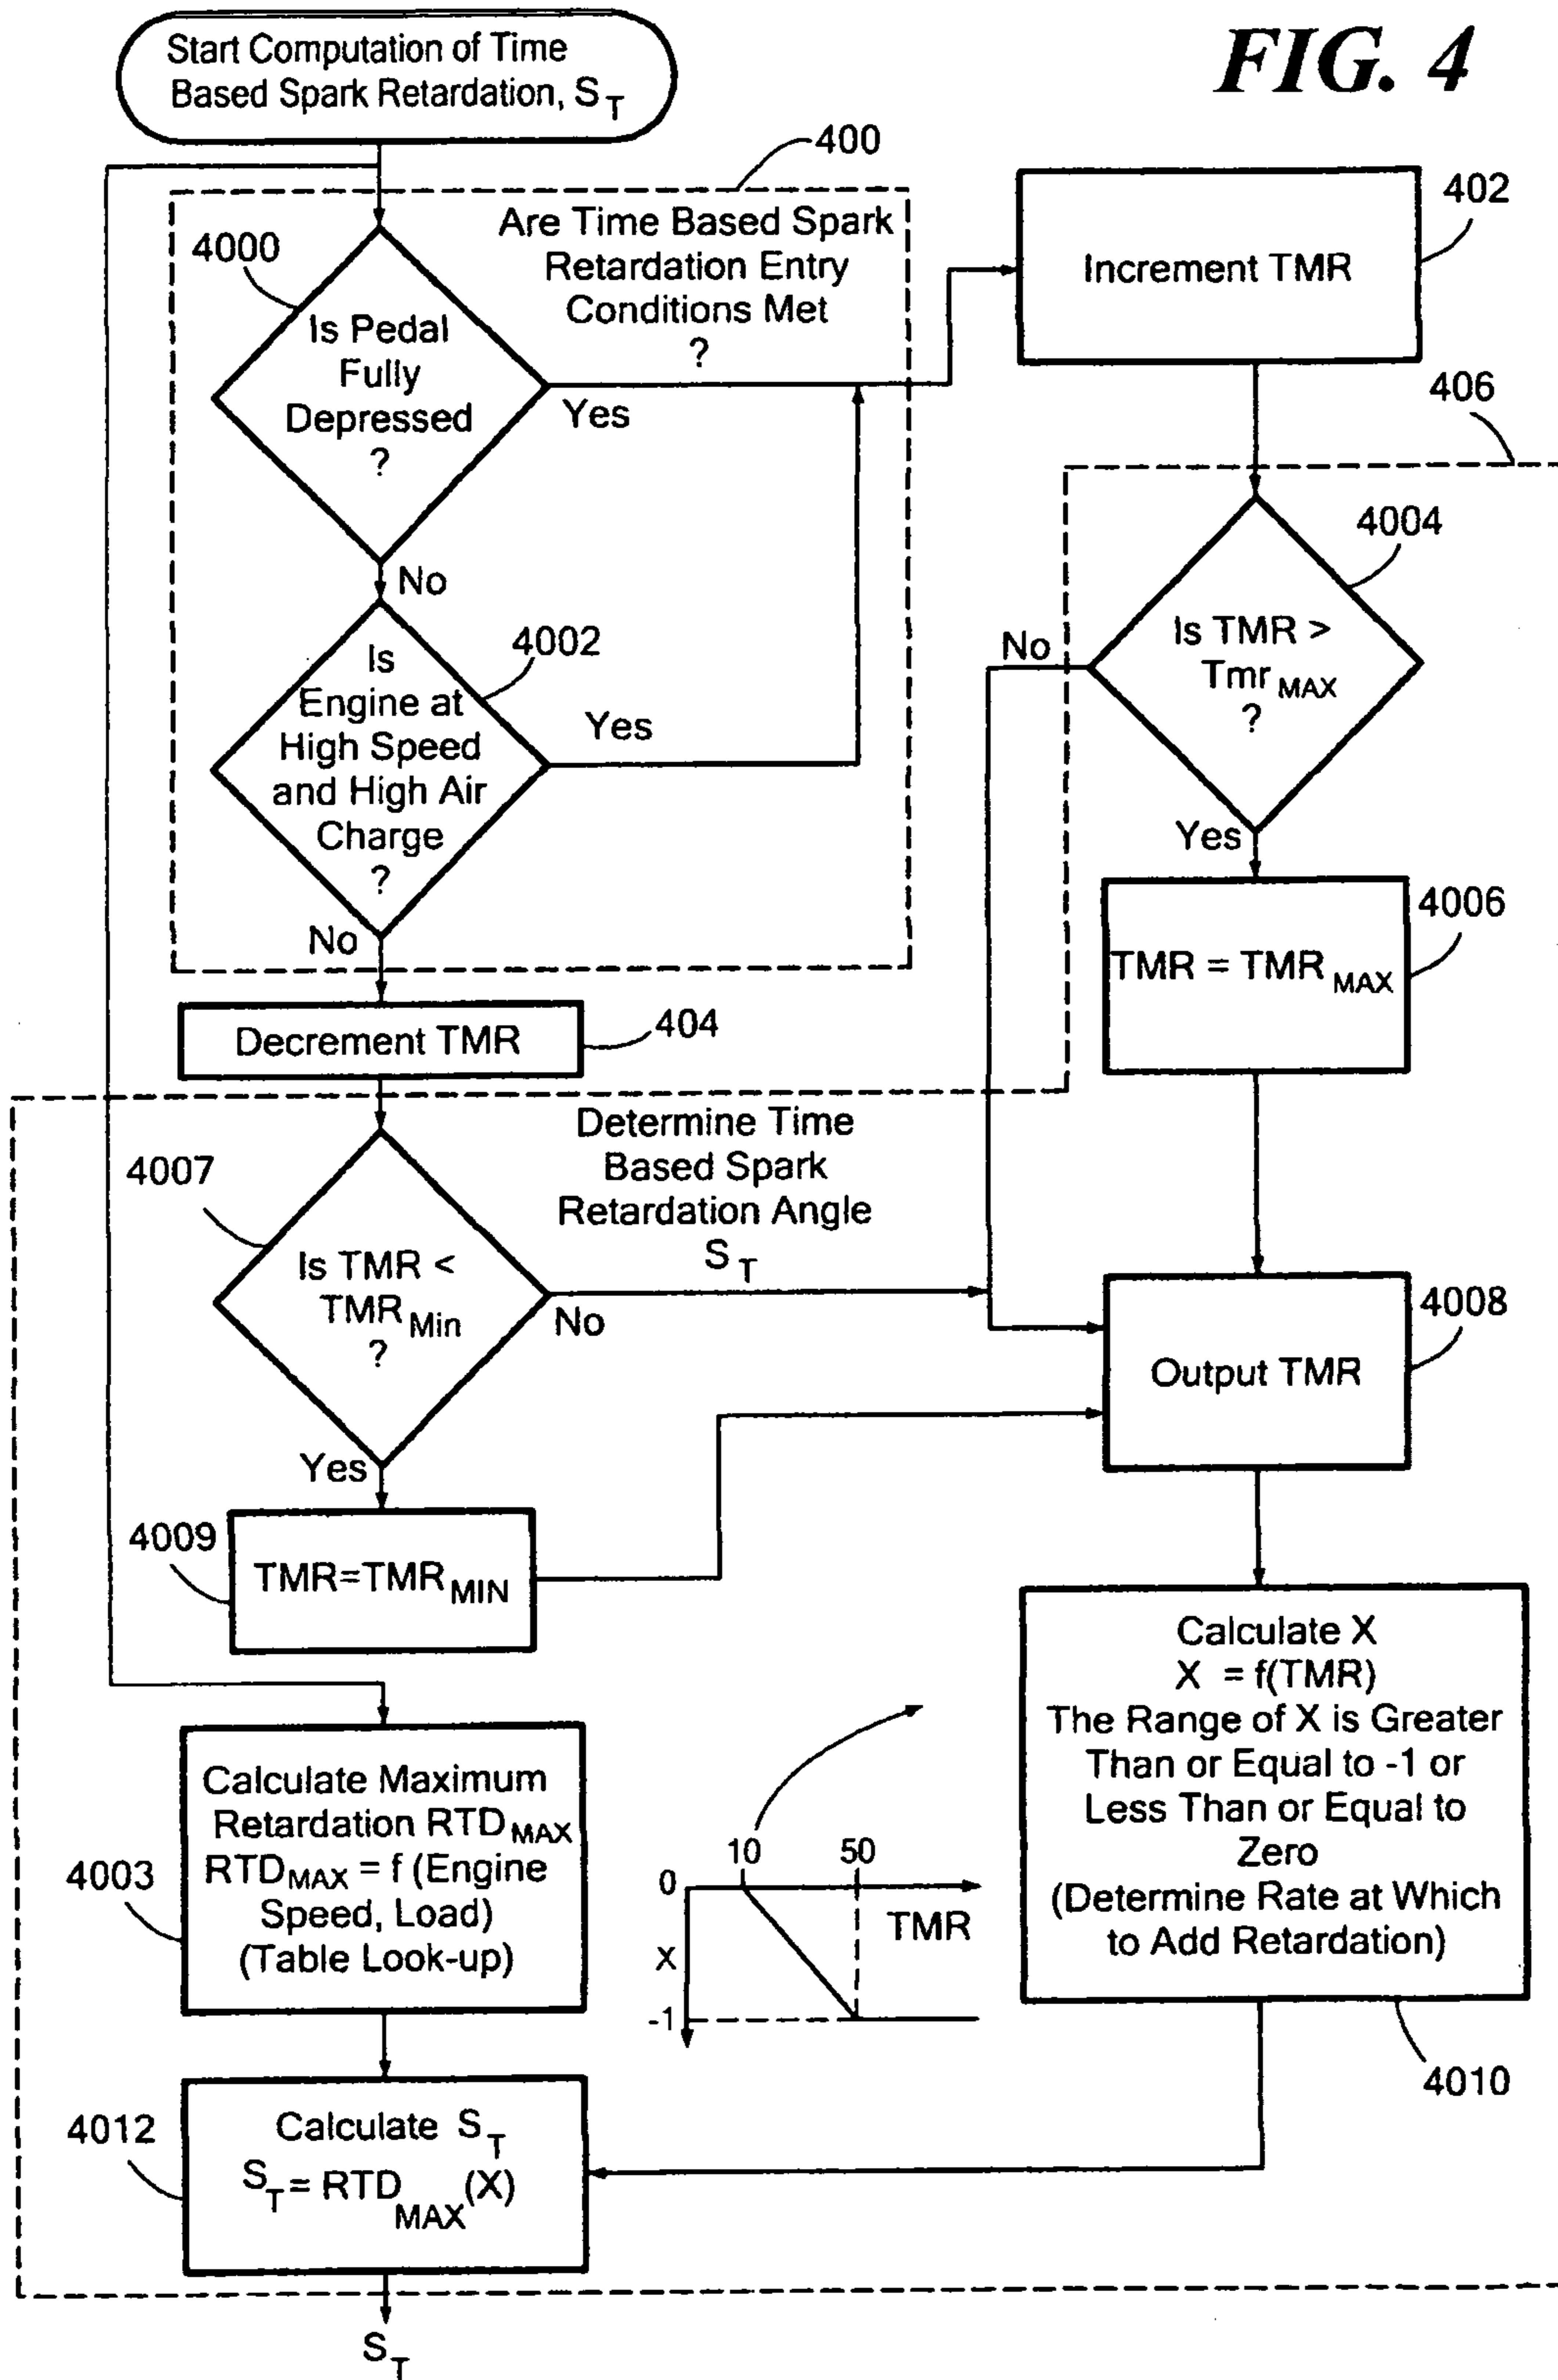 FIG. 4
Start Computation of Time
Based Spark Retardation, S T
400
Are Time Based Spark
Retardation Entry
Conditions Met
?
402
Increment TMR
4000
Is Pedal
Fully
Depressed
?
Yes
No
406
4004
Is TMR >
Tmr MAX
?
No
Yes
4002
Is
Engine at
High Speed
and High Air
Charge
?
Yes
No
4006
TMR = TMR MAX
Decrement TMR
404
Determine Time
Based Spark
Retardation Angle
S T
4007
Is TMR <
TMR Min
?
No
Yes
4008
Output TMR
4009
TMR=TMR MIN
Calculate X
X = f(TMR)
The Range of X is Greater
Than or Equal to -1 or
Less Than or Equal to
Zero
(Determine Rate at Which
to Add Retardation)
4010
4003
Calculate Maximum
Retardation RTD MAX
RTD MAX = f (Engine
Speed, Load)
(Table Look-up)
10
50
0
TMR
X
-1
4012
Calculate S T
S T = RTD MAX (X)
S T